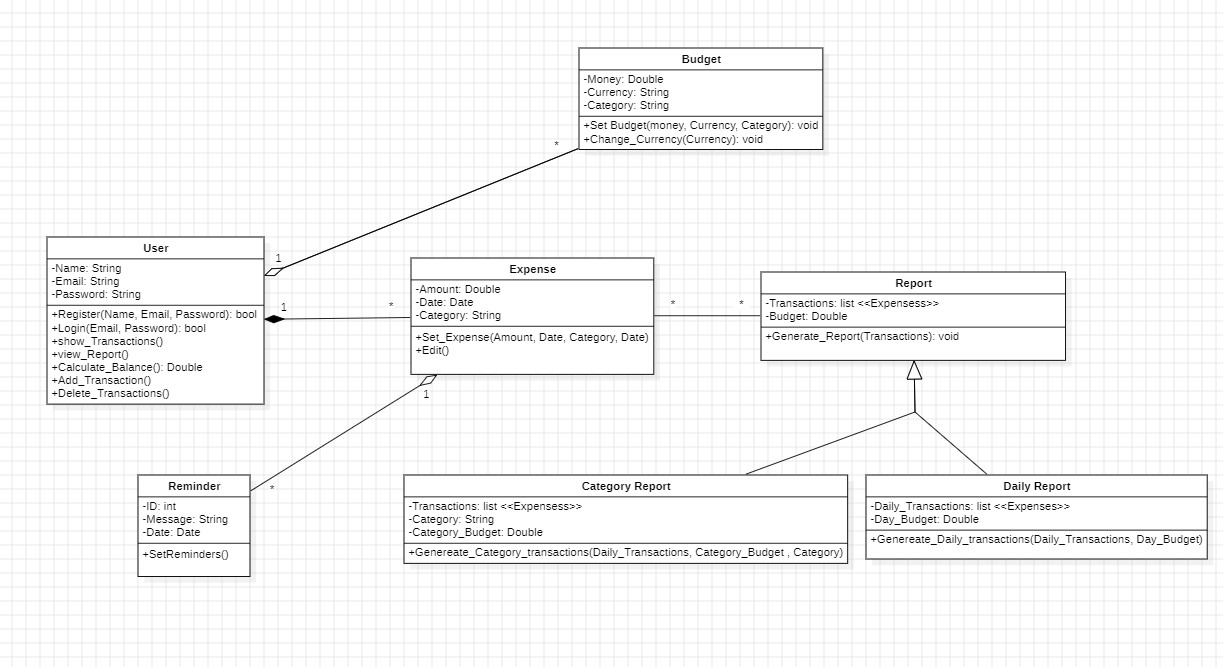 Budget
-Money: Double
-Currency: String
-Category: String
+Set Budget(money, Currency, Category): void
+Change_Currency(Currency): void
*
1
User
-Name: String
-Email: String
-Password: String
+Register(Name, Email, Password): bool
+Login(Email, Password): bool
+show_Transactions()
+view_Report()
+Calculate_Balance(): Double
+Add_Transaction()
+Delete_Transactions()
1
*
Expense
-Amount: Double
-Date: Date
-Category: String
+Set_Expense(Amount, Date, Category, Date)
+Edit()
*
*
Report
-Transactions: list <<Expensess>>
-Budget: Double
+Generate_Report(Transactions): void
1
*
Reminder
-ID: int
-Message: String
-Date: Date
+SetReminders()
Category Report
-Transactions: list <<Expensess>>
-Category: String
-Category_Budget: Double
+Genereate_Category_transactions(Daily_Transactions, Category_Budget , Category)
Daily Report
-Daily_Transactions: list <<Expenses>>
-Day_Budget: Double
+Genereate_Daily_transactions(Daily_Transactions, Day_Budget)